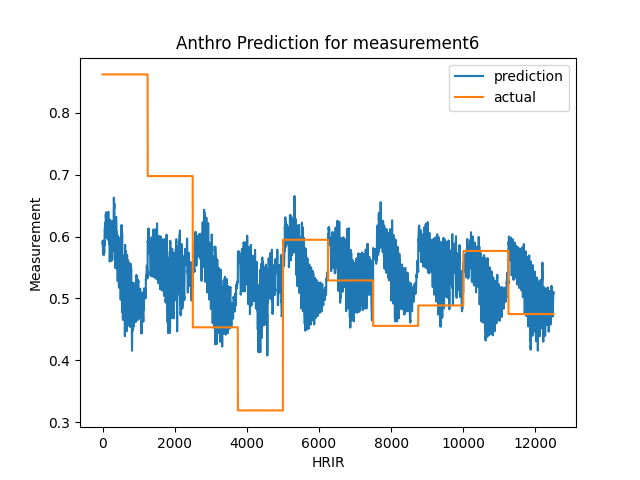 Anthro Prediction for measurement6
prediction
actual
Measurement
0.8
0.7
0.6
0.5
0.4
0.3
0 2000 4000 6000 8000 10000 12000
HRIR